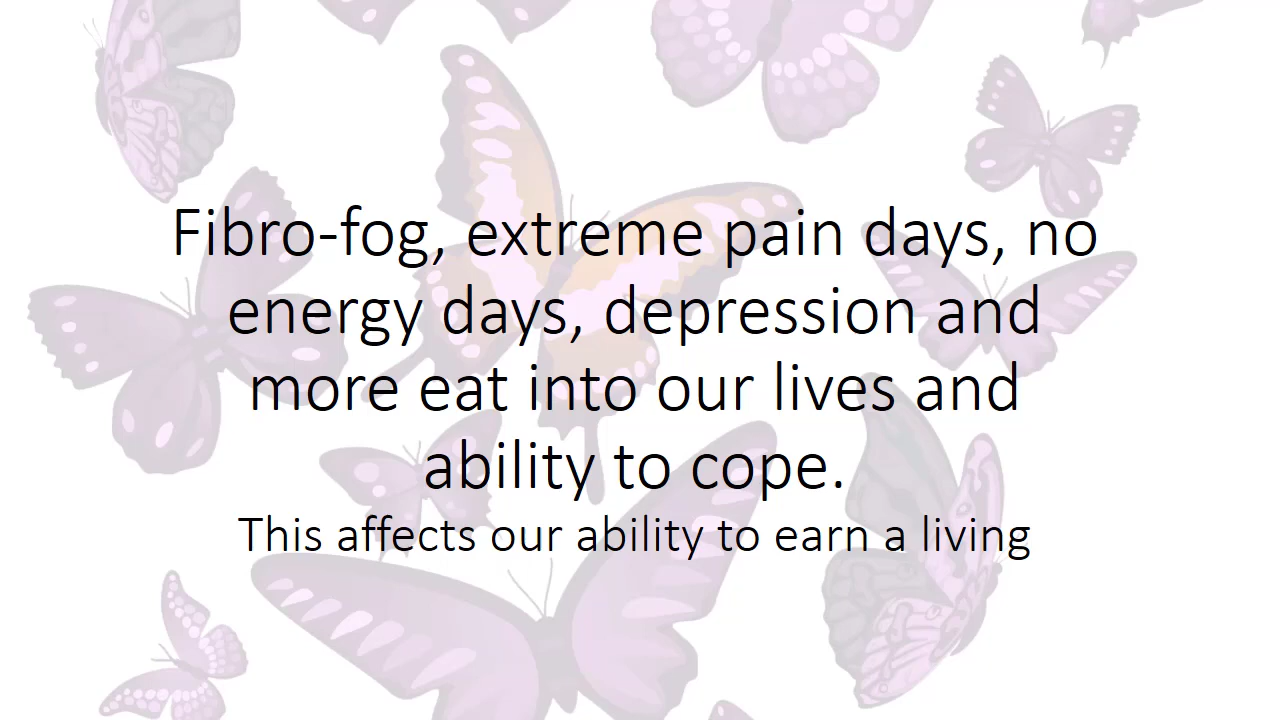 Fibro-fog, extreme pain days, no
energy days, depression and
more eat into our lives and
ability to cope.
This affects our ability to earn a living